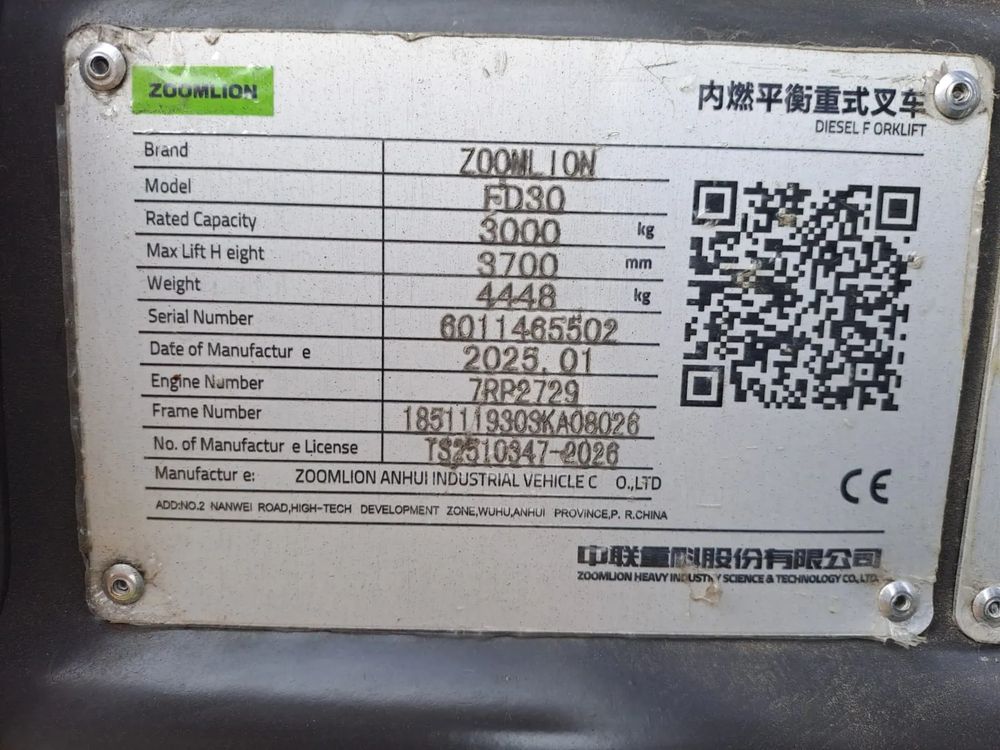 ZOOMLION
内燃平衡重式叉车
DIESEL F ORKLIFT
Brand ZOOMLION
Model FD30
Rated Capacity 3000 kg
Max Lift H eight 3700 mm
Weight 4448 kg
Serial Number 6011465502
Date of Manufactur e 2025.01
Engine Number 7RP2729
Frame Number 1851119303KA08026
No. of Manufactur e License TS2510347-2026
Manufactur e: ZOOMLION ANHUI INDUSTRIAL VEHICLE C O.,LTD
ADD:NO.2 NANWEI ROAD,HIGH-TECH DEVELOPMENT ZONE,WUHU,ANHUI PROVINCE,P. R.CHINA
CE
中联重科股份有限公司
ZOOMLION HEAVY INDUSTRY SCIENCE & TECHNOLOGY CO., LTD.